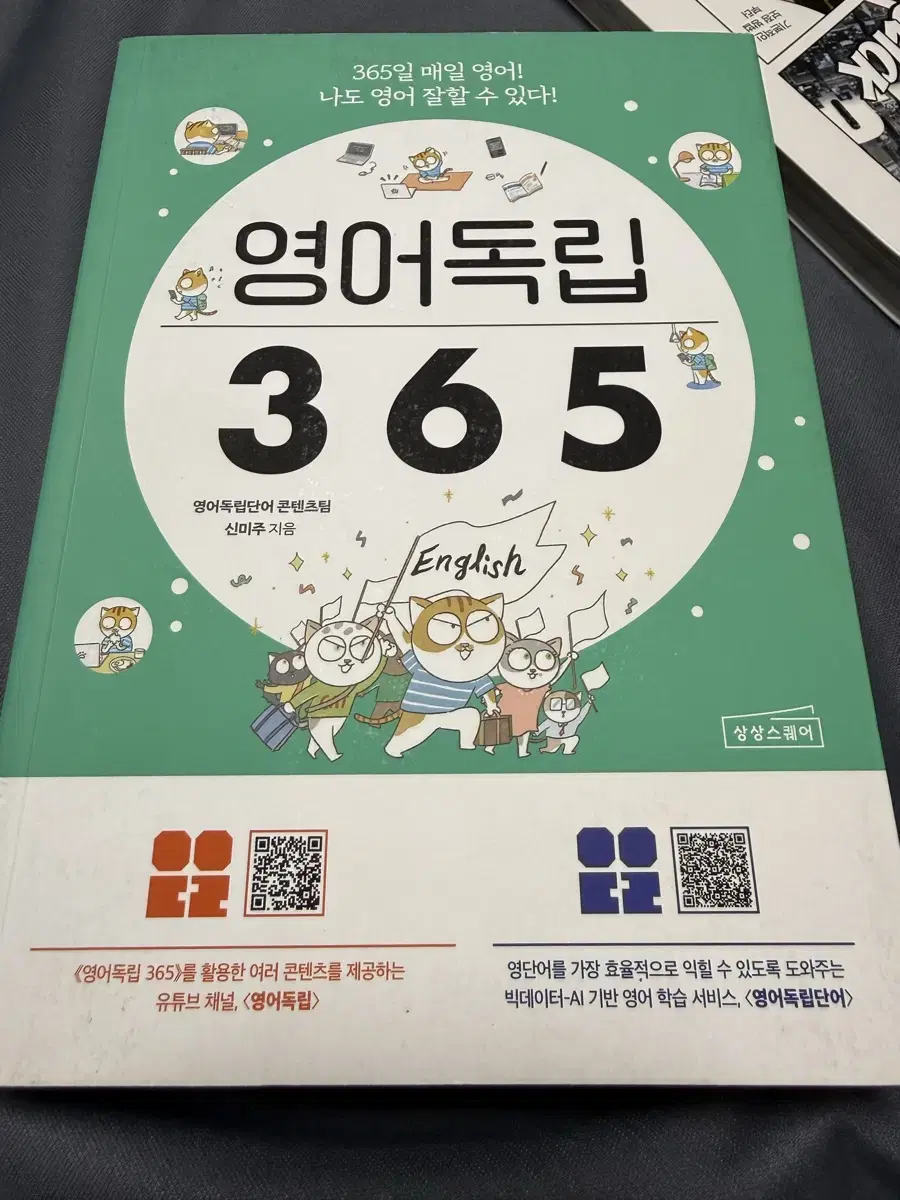 365일 매일 영어!
나도 영어 잘할 수 있다!
영어독립
365
영어독립단어 콘텐츠팀
신미주 지음
English
상상스퀘어
《영어독립 365》를 활용한 여러 콘텐츠를 제공하는
유튜브 채널, 〈영어독립〉
영단어를 가장 효율적으로 익힐 수 있도록 도와주는
빅데이터-AI 기반 영어 학습 서비스, 〈영어독립단어〉